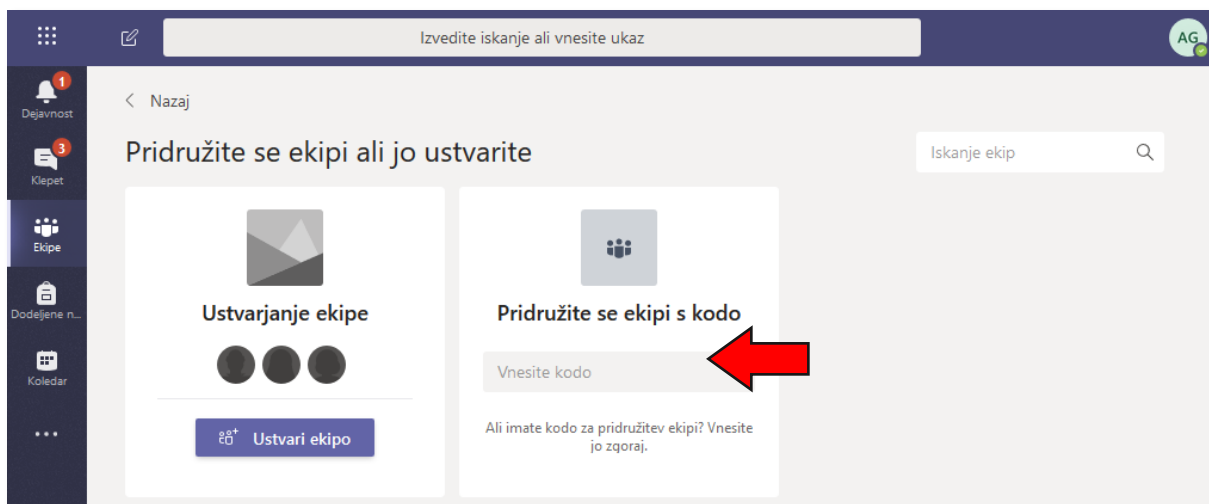 Izvedite iskanje ali vnesite ukaz
AG
1
Dejavnost
3
Klepet
Ekipe
Dodeljene n...
Koledar
Nazaj
Pridružite se ekipi ali jo ustvarite
Iskanje ekip
Ustvarjanje ekipe
Ustvari ekipo
Pridružite se ekipi s kodo
Vnesite kodo
Ali imate kodo za pridružitev ekipi? Vnesite
jo zgoraj.